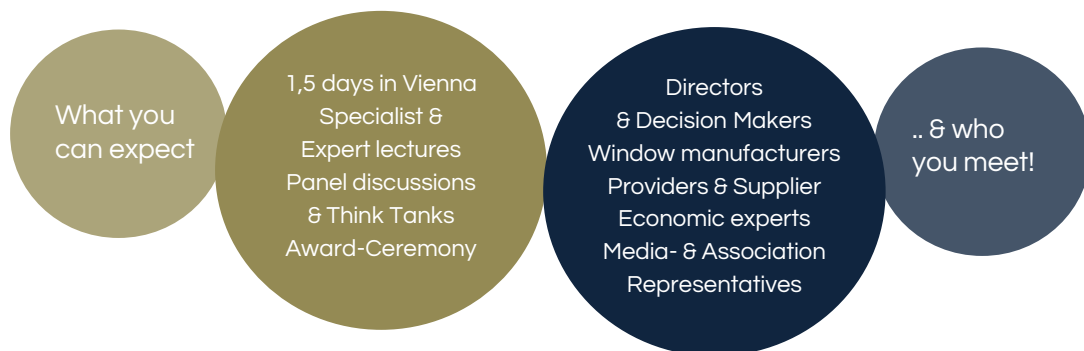 What you
can expect
1,5 days in Vienna
Specialist &
Expert lectures
Panel discussions
& Think Tanks
Award-Ceremony
Directors
& Decision Makers
Window manufacturers
Providers & Supplier
Economic experts
Media- & Association
Representatives
.. & who
you meet!